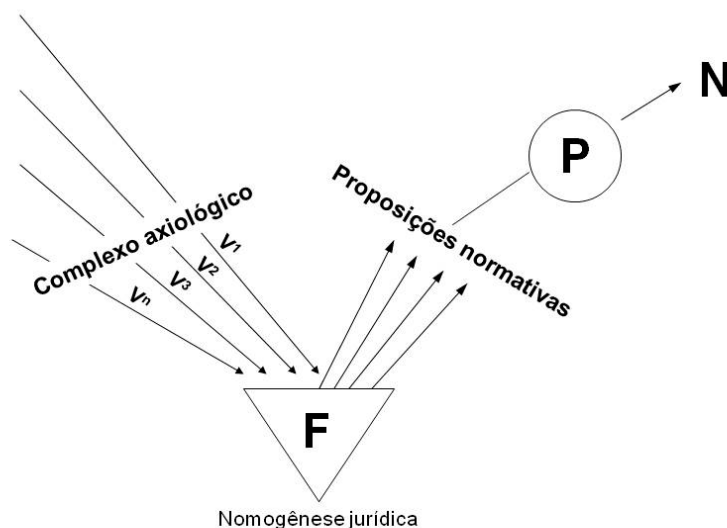 N
P
Proposições normativas
Complexo axiológico
V¹
V²
V³
Vⁿ
F
Nomogênese jurídica